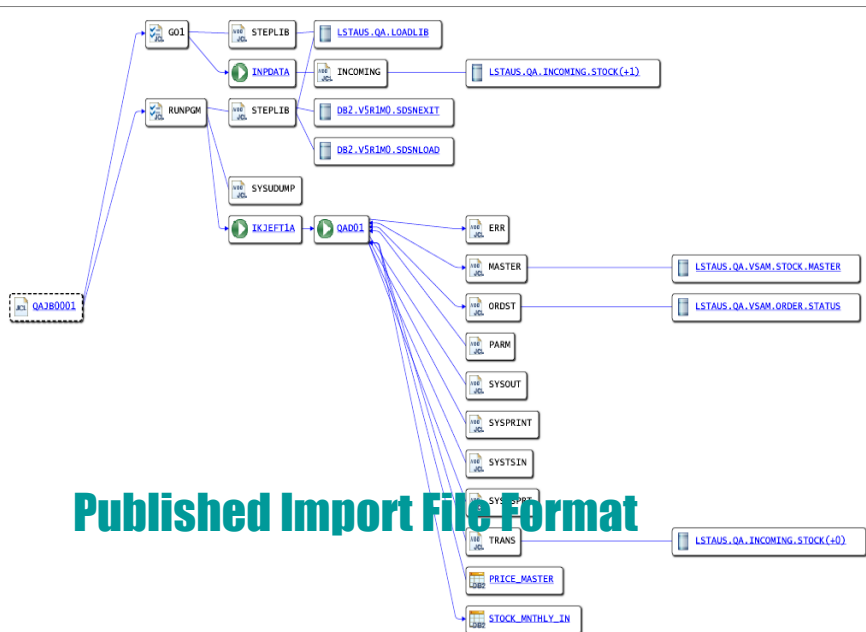 GO1
STEPLIB
LSTAUS.QA.LOADLIB
INPDATA
INCOMING
LSTAUS.QA.INCOMING.STOCK(+1)
RUNPGM
STEPLIB
DB2.V5R1M0.SDSNEXIT
DB2.V5R1M0.SDSNLOAD
SYSUDUMP
IKJEFT1A
QAD01
ERR
MASTER
LSTAUS.QA.VSAM.STOCK.MASTER
QAJB0001
ORDST
LSTAUS.QA.VSAM.ORDER.STATUS
PARM
SYSOUT
SYSPRINT
SYSTSIN
Published Import File Format
TRANS
LSTAUS.QA.INCOMING.STOCK(+0)
PRICE_MASTER
STOCK_MNTHLY_IN